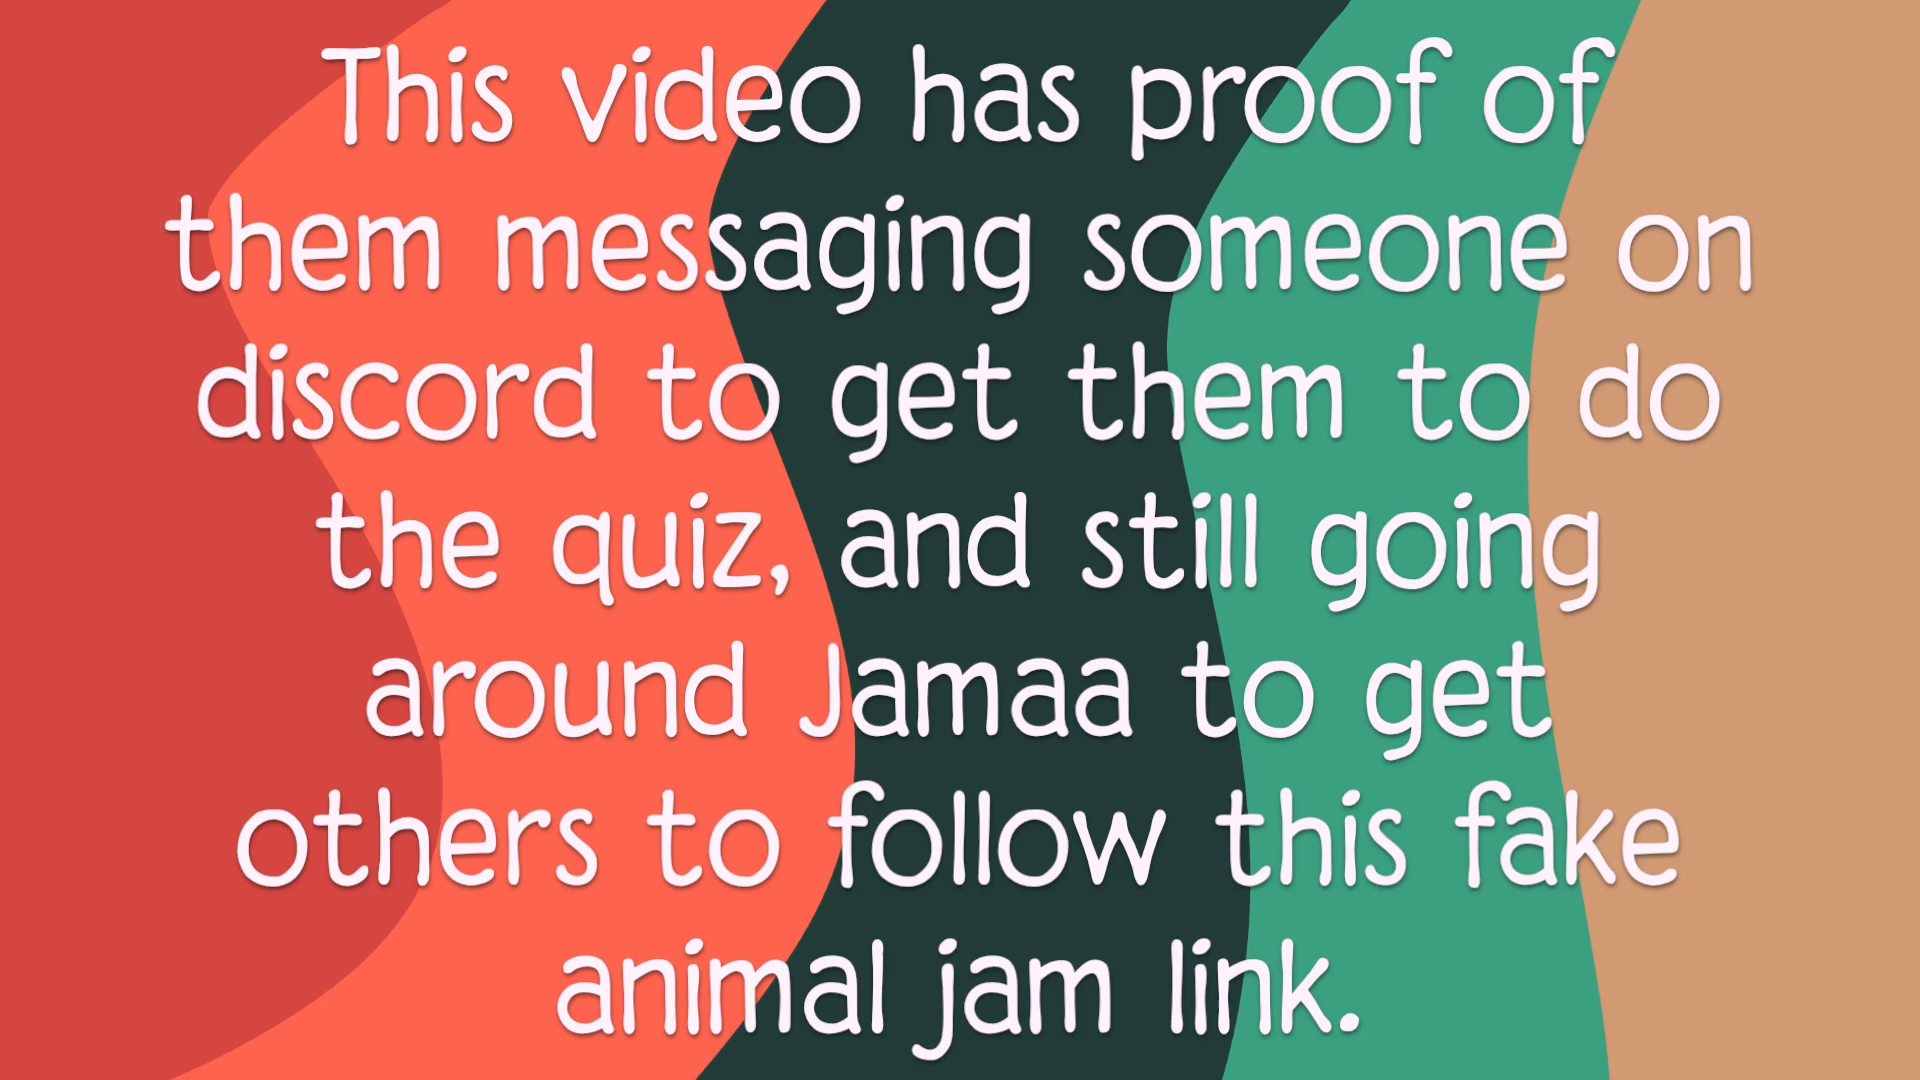 This video has proof of
them messaging someone on
discord to get them to do
the quiz, and still going
around Jamaa to get
others to follow this fake
animal jam link.